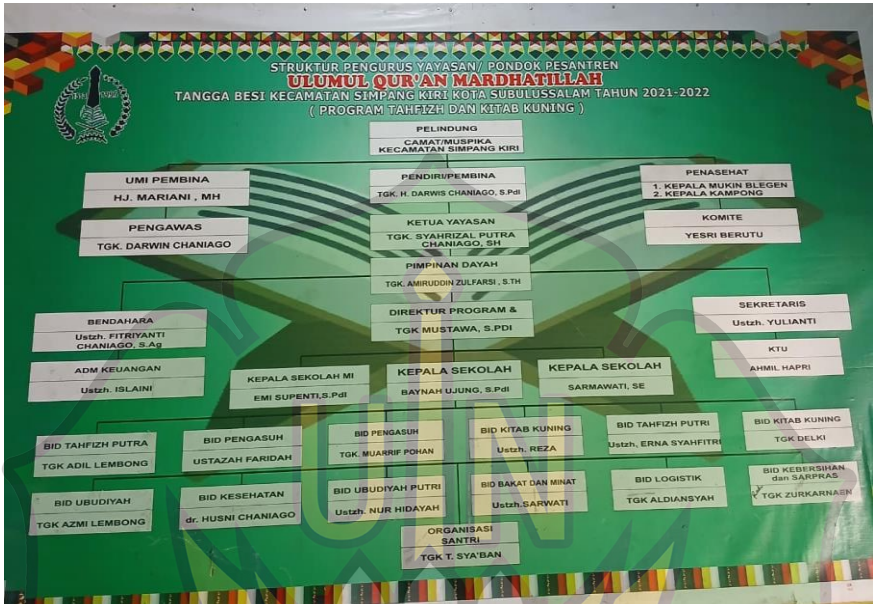 STRUKTUR PENGURUS YAYASAN/ PONDOK PESANTREN
ULUMUL QUR'AN MARDHATILLAH
TANGGA BESI KECAMATAN SIMPANG KIRI KOTA SUBULUSSALAM TAHUN 2021-2022
( PROGRAM TAHFIZH DAN KITAB KUNING )
PELINDUNG
CAMAT/MUSPIKA
KECAMATAN SIMPANG KIRI
UMI PEMBINA
HJ. MARIANI , MH
PENDIRI/PEMBINA
TGK. H. DARWIS CHANIAGO, S.PdI
PENASEHAT
1. KEPALA MUKIN BLEGEN
2. KEPALA KAMPONG
PENGAWAS
TGK. DARWIN CHANIAGO
KETUA YAYASAN
TGK. SYAHRIZAL PUTRA
CHANIAGO, SH
KOMITE
YESRI BERUTU
PIMPINAN DAYAH
TGK. AMIRUDDIN ZULFARSI , S.TH
BENDAHARA
Ustzh. FITRIYANTI
CHANIAGO, S.Ag
DIREKTUR PROGRAM &
TGK MUSTAWA, S.PDI
SEKRETARIS
Ustzh. YULIANTI
ADM KEUANGAN
Ustzh. ISLAINI
KTU
AHMIL HAPRI
KEPALA SEKOLAH MI
EMI SUPENTI,S.PdI
KEPALA SEKOLAH
BAYNAH UJUNG, S.PdI
KEPALA SEKOLAH
SARMAWATI, SE
BID TAHFIZH PUTRA
TGK ADIL LEMBONG
BID PENGASUH
USTAZAH FARIDAH
BID PENGASUH
TGK. MUARRIF POHAN
BID KITAB KUNING
Ustzh. REZA
BID TAHFIZH PUTRI
Ustzh, ERNA SYAHFITRI
BID KITAB KUNING
TGK DELKI
BID UBUDIYAH
TGK AZMI LEMBONG
BID KESEHATAN
dr. HUSNI CHANIAGO
BID UBUDIYAH PUTRI
Ustzh. NUR HIDAYAH
BID BAKAT DAN MINAT
Ustzh.SARWATI
BID LOGISTIK
TGK ALDIANSYAH
BID KEBERSIHAN
dan SARPRAS
TGK ZURKARNAEN
ORGANISASI
SANTRI
TGK T. SYA'BAN
UIN